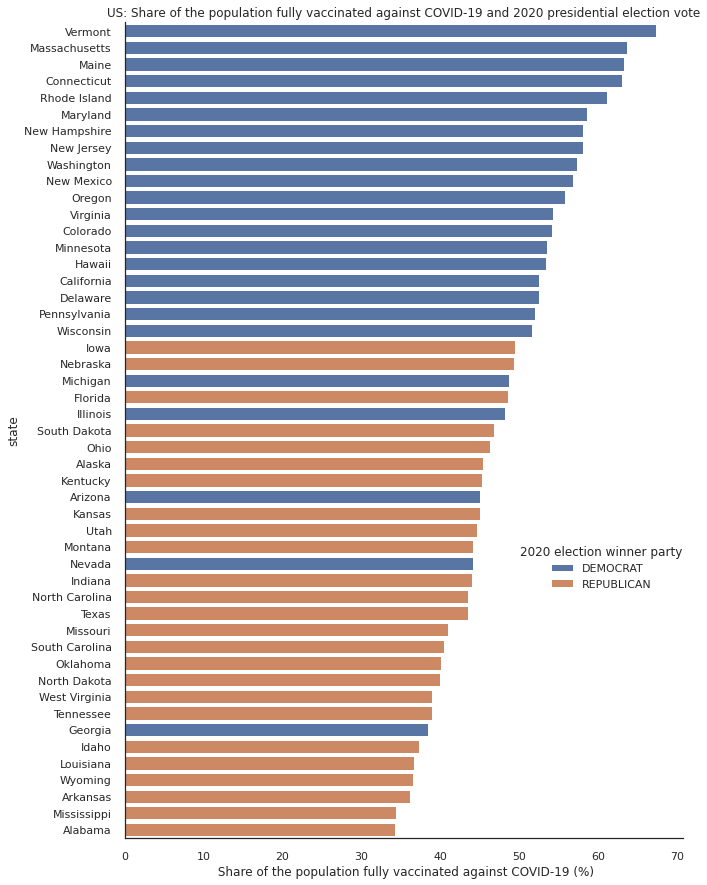 US: Share of the population fully vaccinated against COVID-19 and 2020 presidential election vote
Vermont
Massachusetts
Maine
Connecticut
Rhode Island
Maryland
New Hampshire
New Jersey
Washington
New Mexico
Oregon
Virginia
Colorado
Minnesota
Hawaii
California
Delaware
Pennsylvania
Wisconsin
Iowa
Nebraska
Michigan
Florida
Illinois
South Dakota
Ohio
Alaska
Kentucky
Arizona
Kansas
Utah
Montana
Nevada
Indiana
North Carolina
Texas
Missouri
South Carolina
Oklahoma
North Dakota
West Virginia
Tennessee
Georgia
Idaho
Louisiana
Wyoming
Arkansas
Mississippi
Alabama
state
2020 election winner party
DEMOCRAT
REPUBLICAN
0 10 20 30 40 50 60 70
Share of the population fully vaccinated against COVID-19 (%)